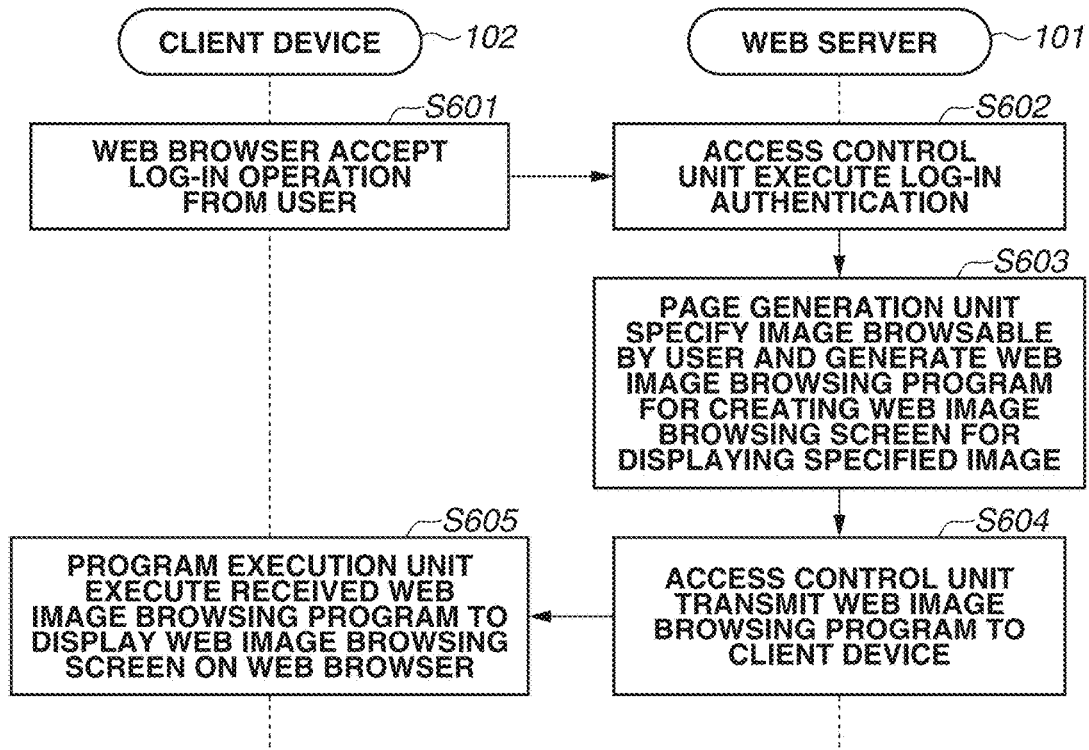 CLIENT DEVICE
102
WEB SERVER
101
S601
WEB BROWSER ACCEPT
LOG-IN OPERATION
FROM USER
S602
ACCESS CONTROL
UNIT EXECUTE LOG-IN
AUTHENTICATION
S603
PAGE GENERATION UNIT
SPECIFY IMAGE BROWSABLE
BY USER AND GENERATE WEB
IMAGE BROWSING PROGRAM
FOR CREATING WEB IMAGE
BROWSING SCREEN FOR
DISPLAYING SPECIFIED IMAGE
S604
ACCESS CONTROL UNIT
TRANSMIT WEB IMAGE
BROWSING PROGRAM TO
CLIENT DEVICE
S605
PROGRAM EXECUTION UNIT
EXECUTE RECEIVED WEB
IMAGE BROWSING PROGRAM TO
DISPLAY WEB IMAGE BROWSING
SCREEN ON WEB BROWSER